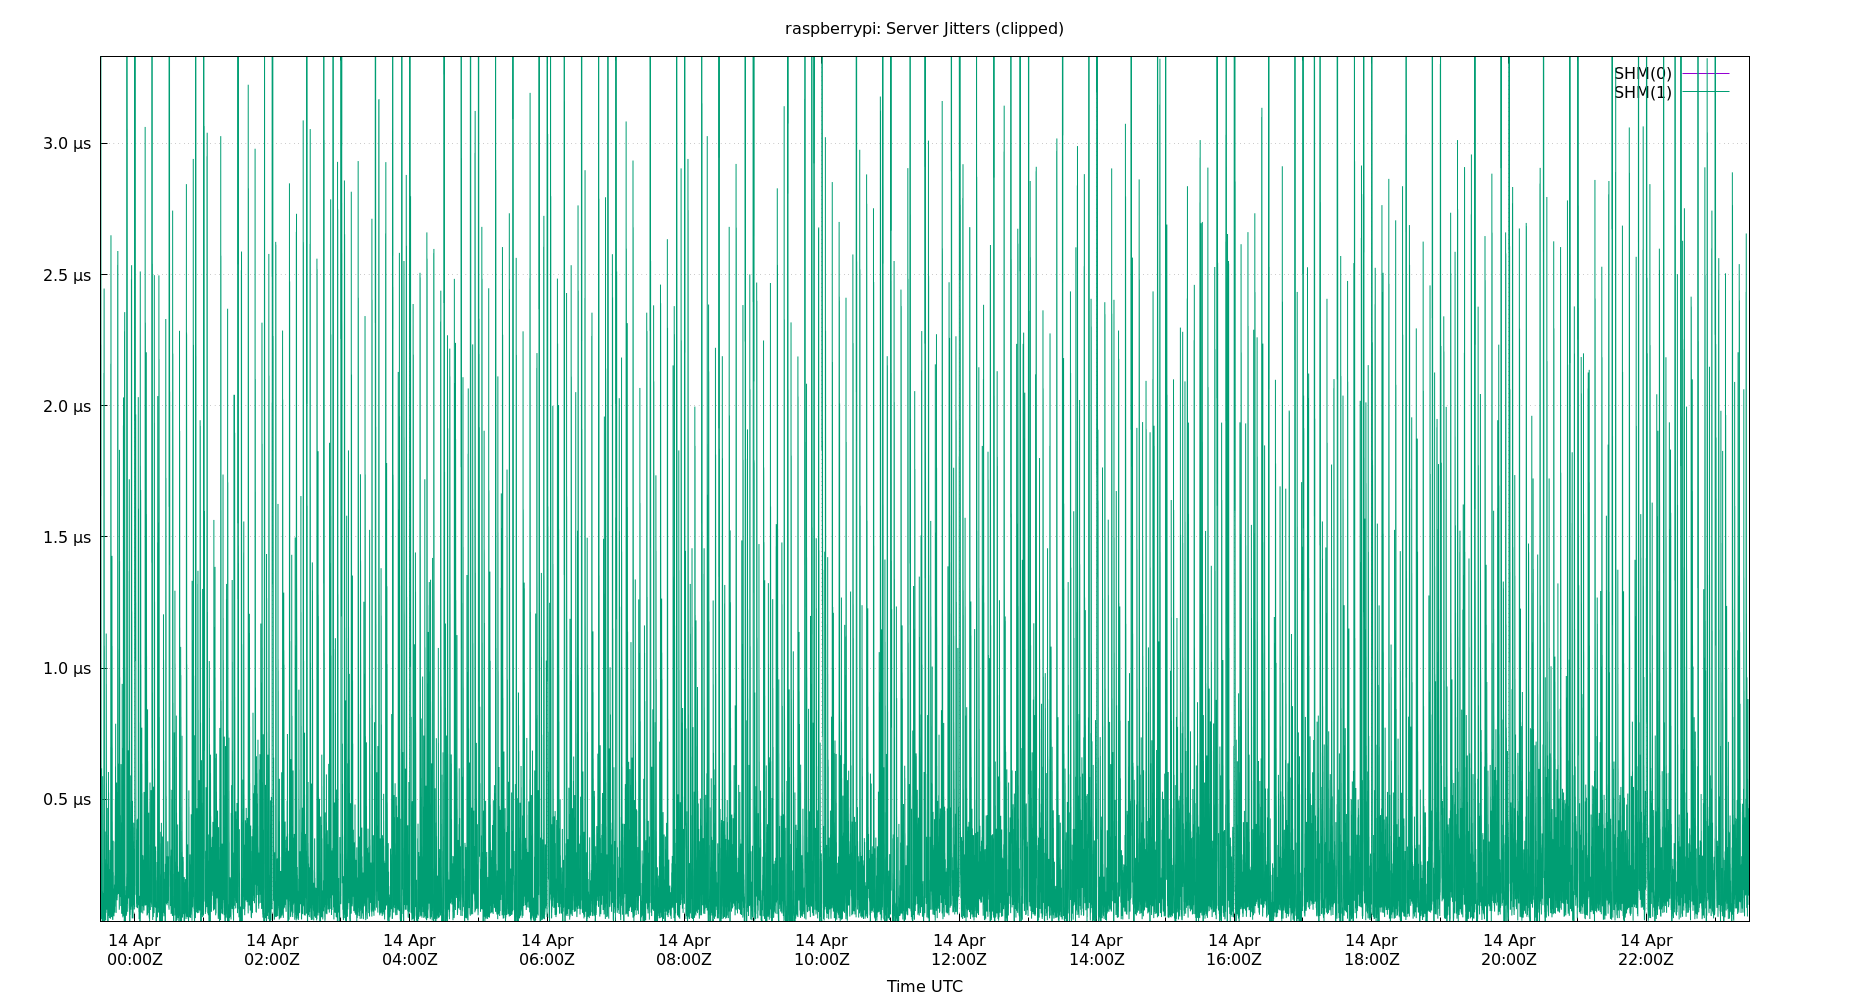 raspberrypi: Server Jitters (clipped)
SHM(0)
SHM(1)
3.0 µs
2.5 µs
2.0 µs
1.5 µs
1.0 µs
0.5 µs
14 Apr 14 Apr 14 Apr 14 Apr 14 Apr 14 Apr 14 Apr 14 Apr 14 Apr 14 Apr 14 Apr 14 Apr
00:00Z 02:00Z 04:00Z 06:00Z 08:00Z 10:00Z 12:00Z 14:00Z 16:00Z 18:00Z 20:00Z 22:00Z
Time UTC